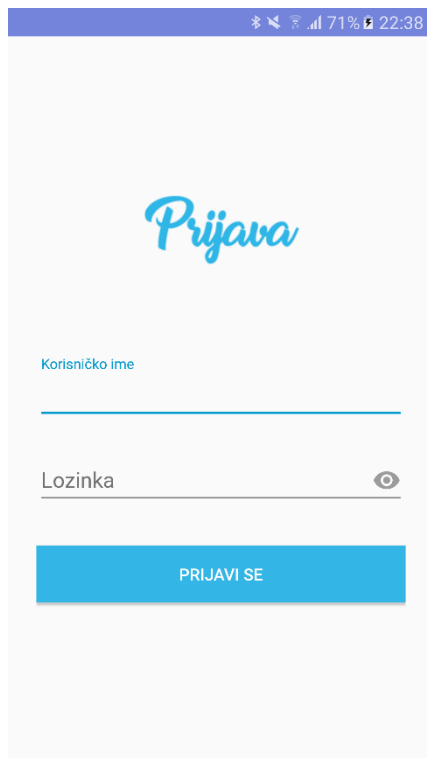 71% 22:38
Prijava
Korisničko ime
Lozinka
PRIJAVI SE